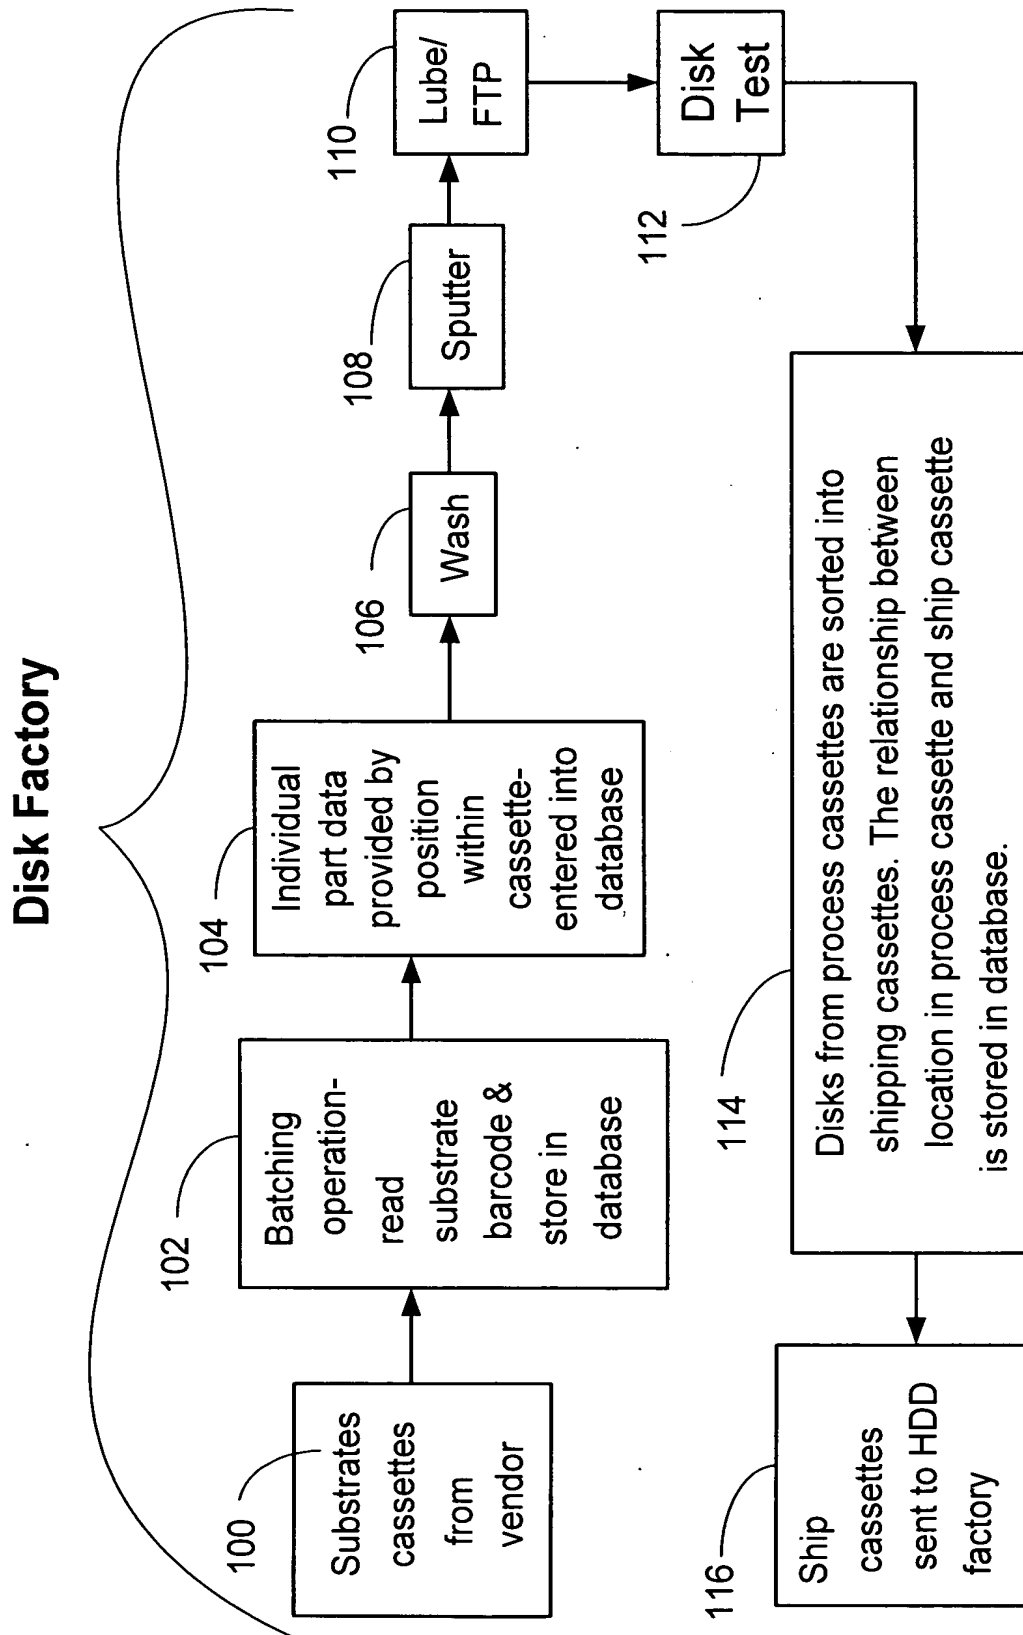 Disk Factory
100
Substrates
cassettes
from
vendor
102
Batching
operation-
read
substrate
barcode &
store in
database
104
Individual
part data
provided by
position
within
cassette-
entered into
database
106
Wash
108
Sputter
110
Lube/
FTP
112
Disk
Test
114
Disks from process cassettes are sorted into
shipping cassettes. The relationship between
location in process cassette and ship cassette
is stored in database.
116
Ship
cassettes
sent to HDD
factory